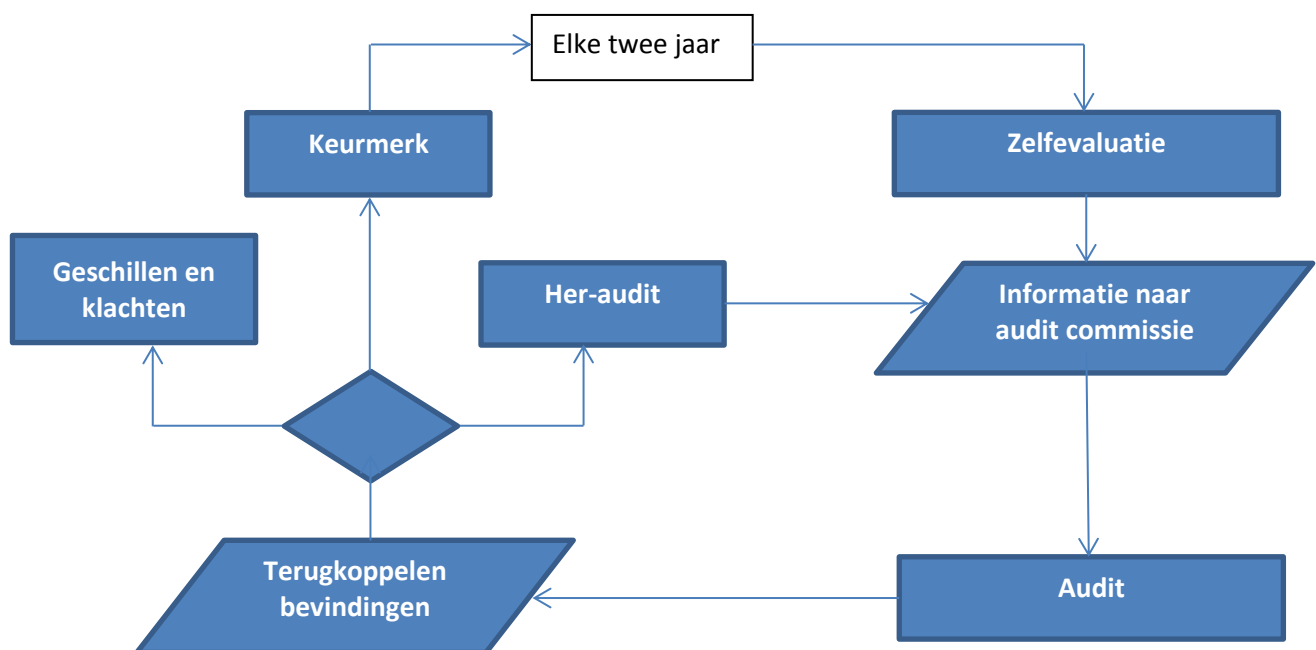 Elke twee jaar
Keurmerk
Zelfevaluatie
Geschillen en
klachten
Her-audit
Informatie naar
audit commissie
Terugkoppelen
bevindingen
Audit